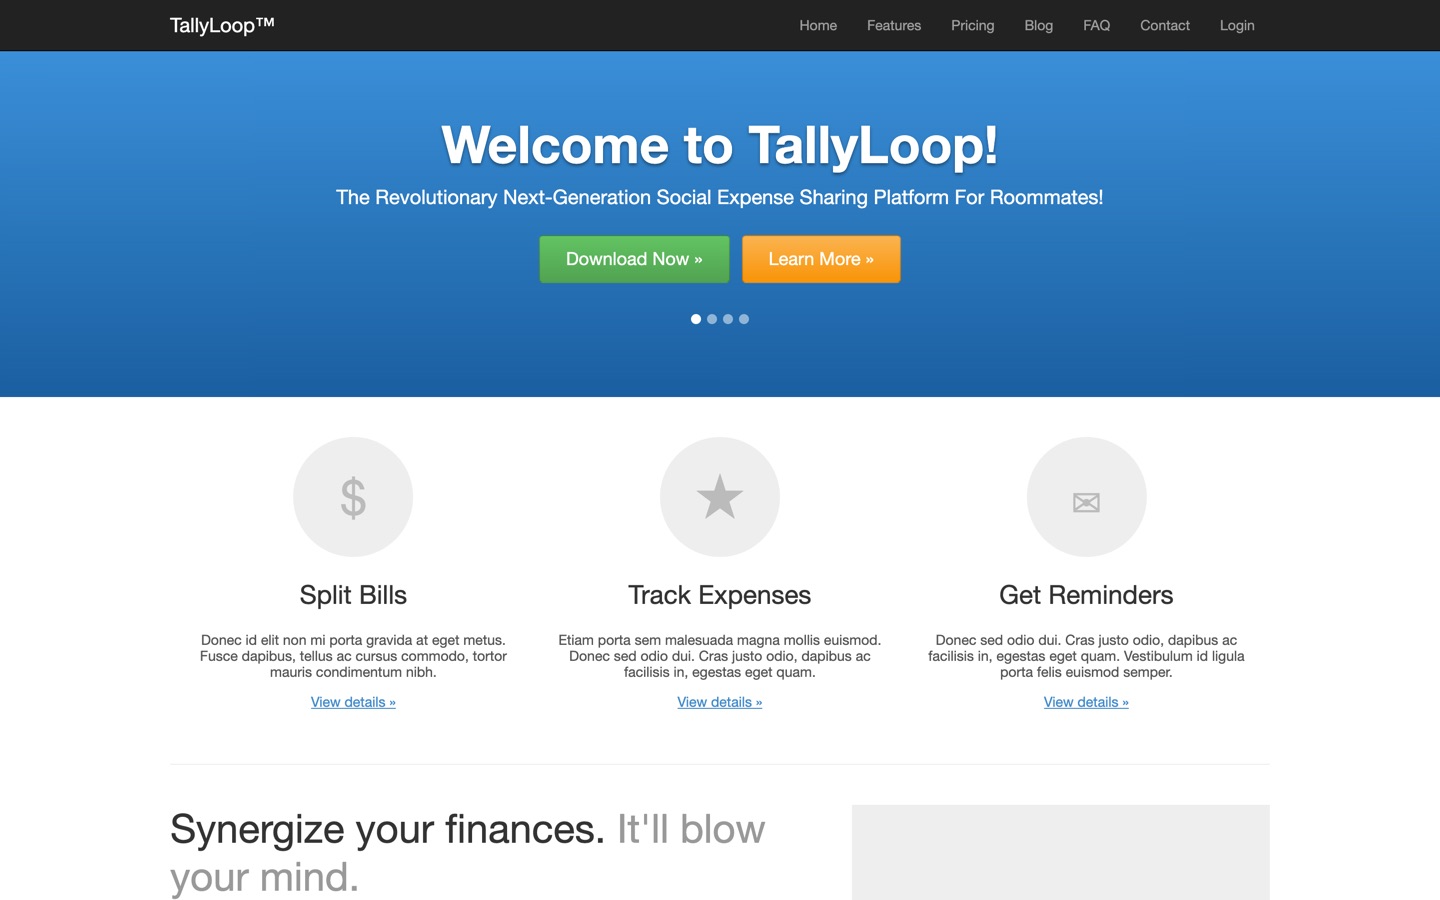 TallyLoop™
Home Features Pricing Blog FAQ Contact Login
Welcome to TallyLoop!
The Revolutionary Next-Generation Social Expense Sharing Platform For Roommates!
Download Now » Learn More »
$
Split Bills
Donec id elit non mi porta gravida at eget metus.
Fusce dapibus, tellus ac cursus commodo, tortor
mauris condimentum nibh.
View details »
Track Expenses
Etiam porta sem malesuada magna mollis euismod.
Donec sed odio dui. Cras justo odio, dapibus ac
facilisis in, egestas eget quam.
View details »
Get Reminders
Donec sed odio dui. Cras justo odio, dapibus ac
facilisis in, egestas eget quam. Vestibulum id ligula
porta felis euismod semper.
View details »
Synergize your finances. It'll blow
your mind.